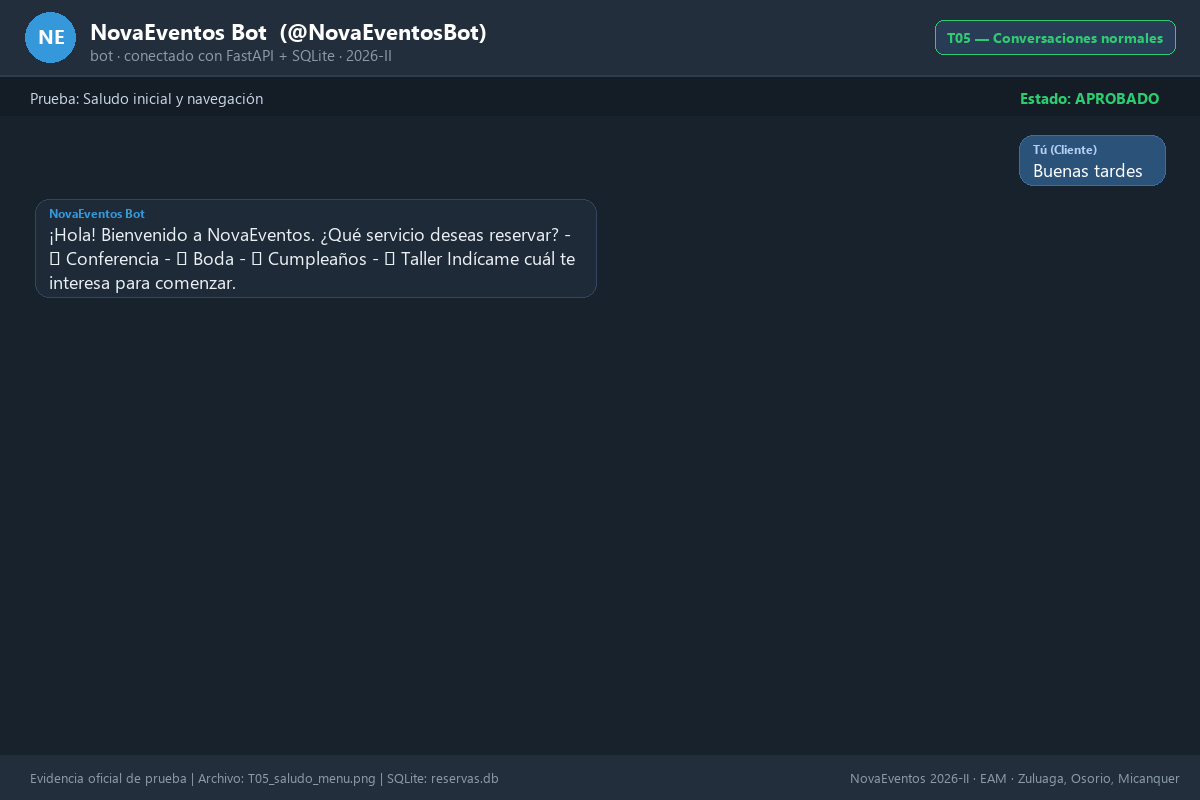 NE
NovaEventos Bot (@NovaEventosBot)
bot · conectado con FastAPI + SQLite · 2026-II
T05 — Conversaciones normales
Prueba: Saludo inicial y navegación
Estado: APROBADO
Tú (Cliente)
Buenas tardes
NovaEventos Bot
¡Hola! Bienvenido a NovaEventos. ¿Qué servicio deseas reservar? -
▯ Conferencia - ▯ Boda - ▯ Cumpleaños - ▯ Taller Indícame cuál te
interesa para comenzar.
Evidencia oficial de prueba | Archivo: T05_saludo_menu.png | SQLite: reservas.db
NovaEventos 2026-II · EAM · Zuluaga, Osorio, Micanquer